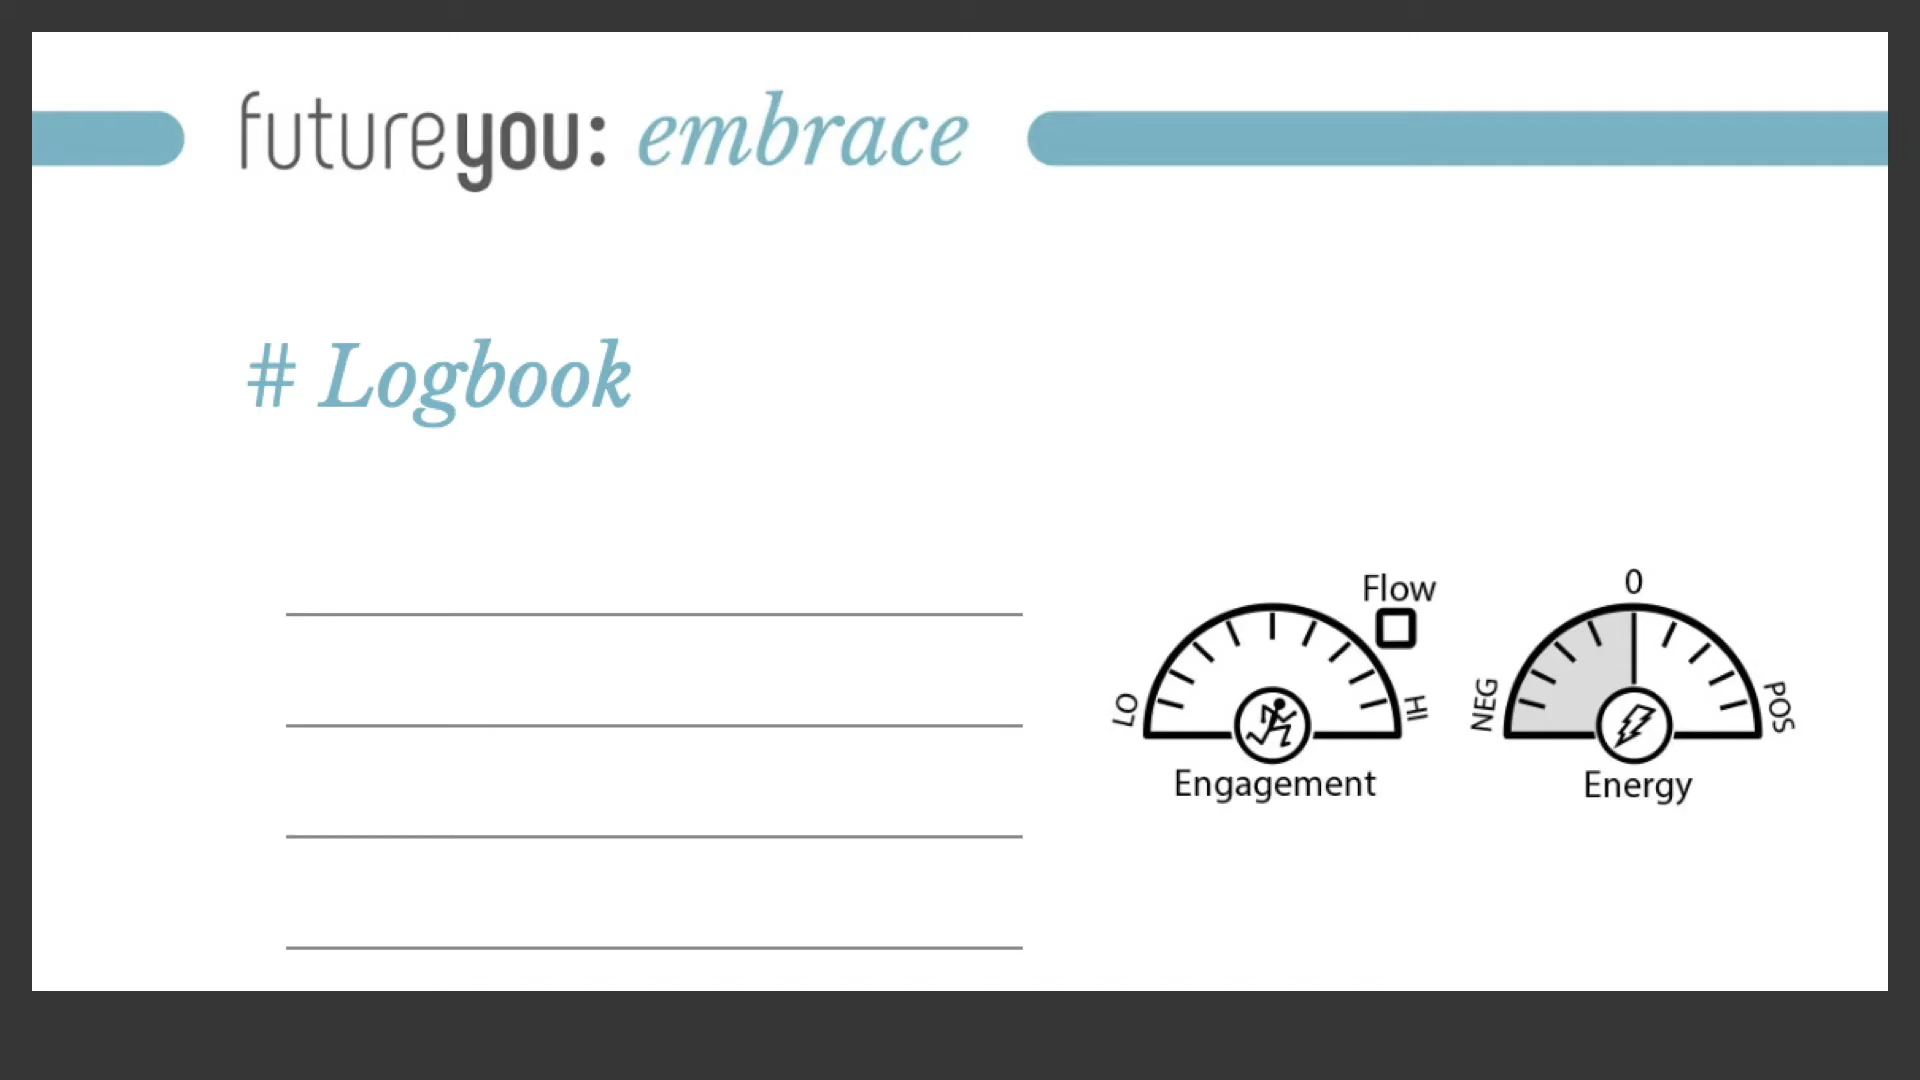 futureyou: embrace
# Logbook
Flow
LO
HI
Engagement
0
NEG
POS
Energy